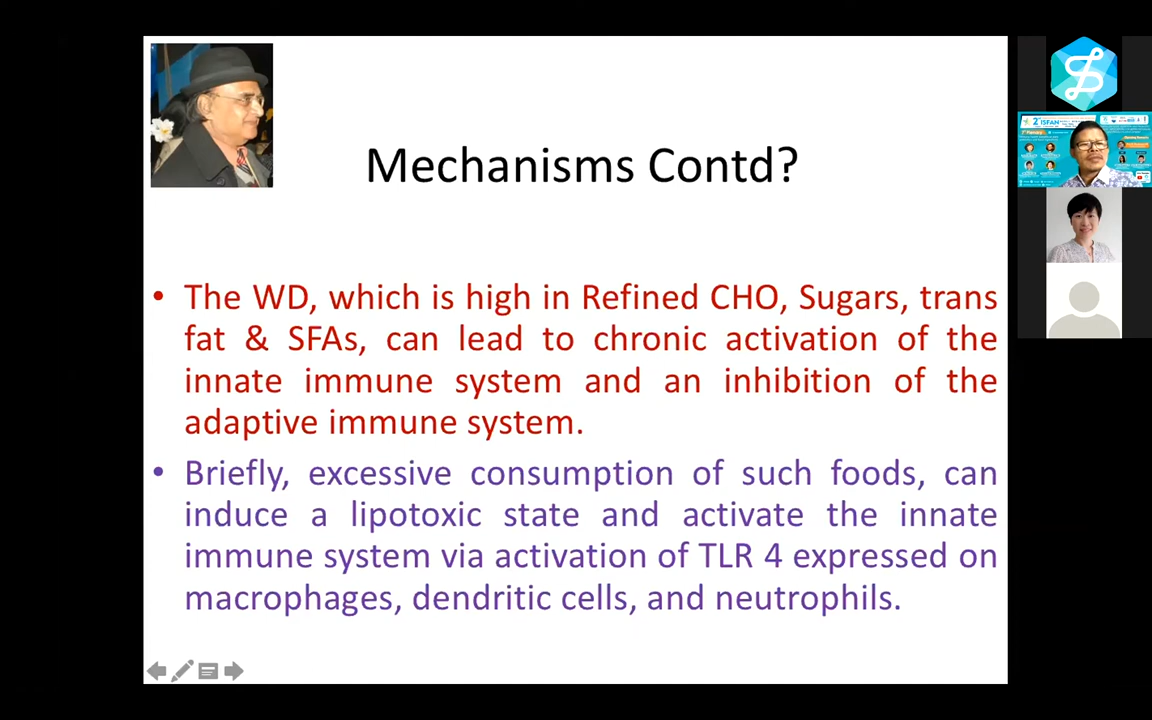 Mechanisms Contd?
• The WD, which is high in Refined CHO, Sugars, trans
fat & SFAs, can lead to chronic activation of the
innate immune system and an inhibition of the
adaptive immune system.
• Briefly, excessive consumption of such foods, can
induce a lipotoxic state and activate the innate
immune system via activation of TLR 4 expressed on
macrophages, dendritic cells, and neutrophils.
ISFAN